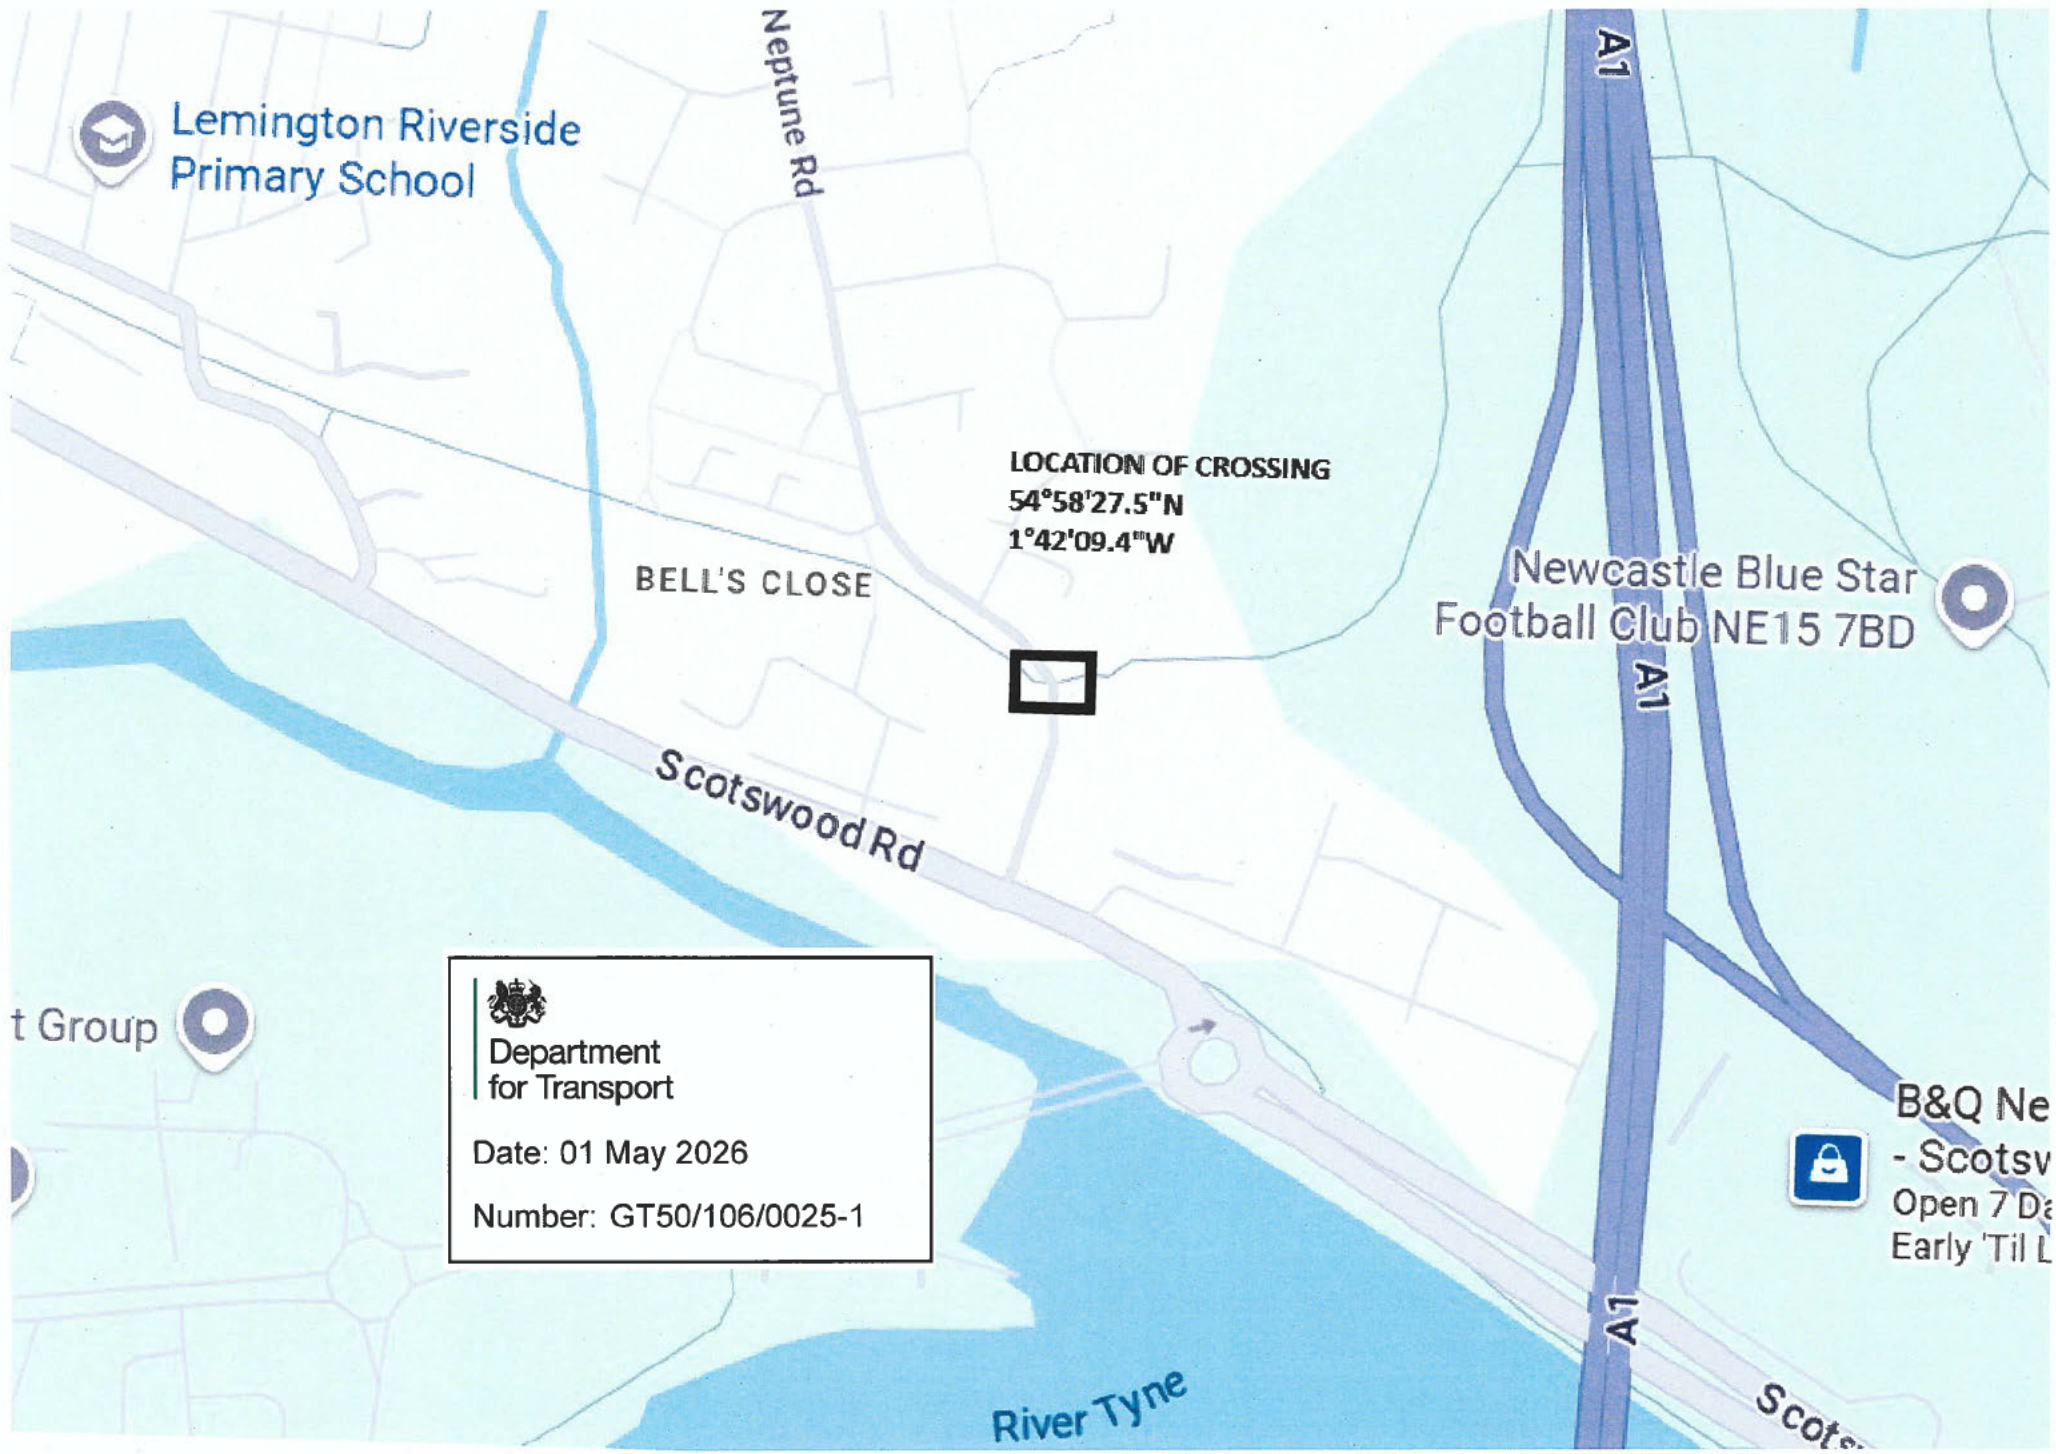 A1
Neptune Rd
Lemington Riverside
Primary School
LOCATION OF CROSSING
54°58'27.5"N
1°42'09.4"W
BELL'S CLOSE
Newcastle Blue Star
Football Club NE15 7BD
A1
Scotswood Rd
t Group
Department
for Transport
Date: 01 May 2026
Number: GT50/106/0025-1
B&Q Ne
- Scotsw
Open 7 Da
Early 'Til L
A1
River Tyne
Scots